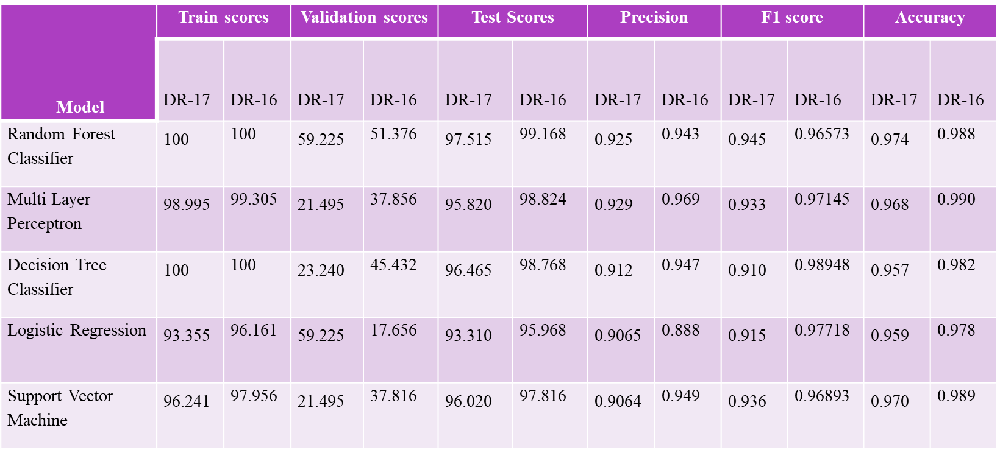 Model Train scores Validation scores Test Scores Precision F1 score Accuracy
DR-17 DR-16 DR-17 DR-16 DR-17 DR-16 DR-17 DR-16 DR-17 DR-16 DR-17 DR-16
Random Forest
Classifier 100 100 59.225 51.376 97.515 99.168 0.925 0.943 0.945 0.96573 0.974 0.988
Multi Layer
Perceptron 98.995 99.305 21.495 37.856 95.820 98.824 0.929 0.969 0.933 0.97145 0.968 0.990
Decision Tree
Classifier 100 100 23.240 45.432 96.465 98.768 0.912 0.947 0.910 0.98948 0.957 0.982
Logistic Regression 93.355 96.161 59.225 17.656 93.310 95.968 0.9065 0.888 0.915 0.97718 0.959 0.978
Support Vector
Machine 96.241 97.956 21.495 37.816 96.020 97.816 0.9064 0.949 0.936 0.96893 0.970 0.989